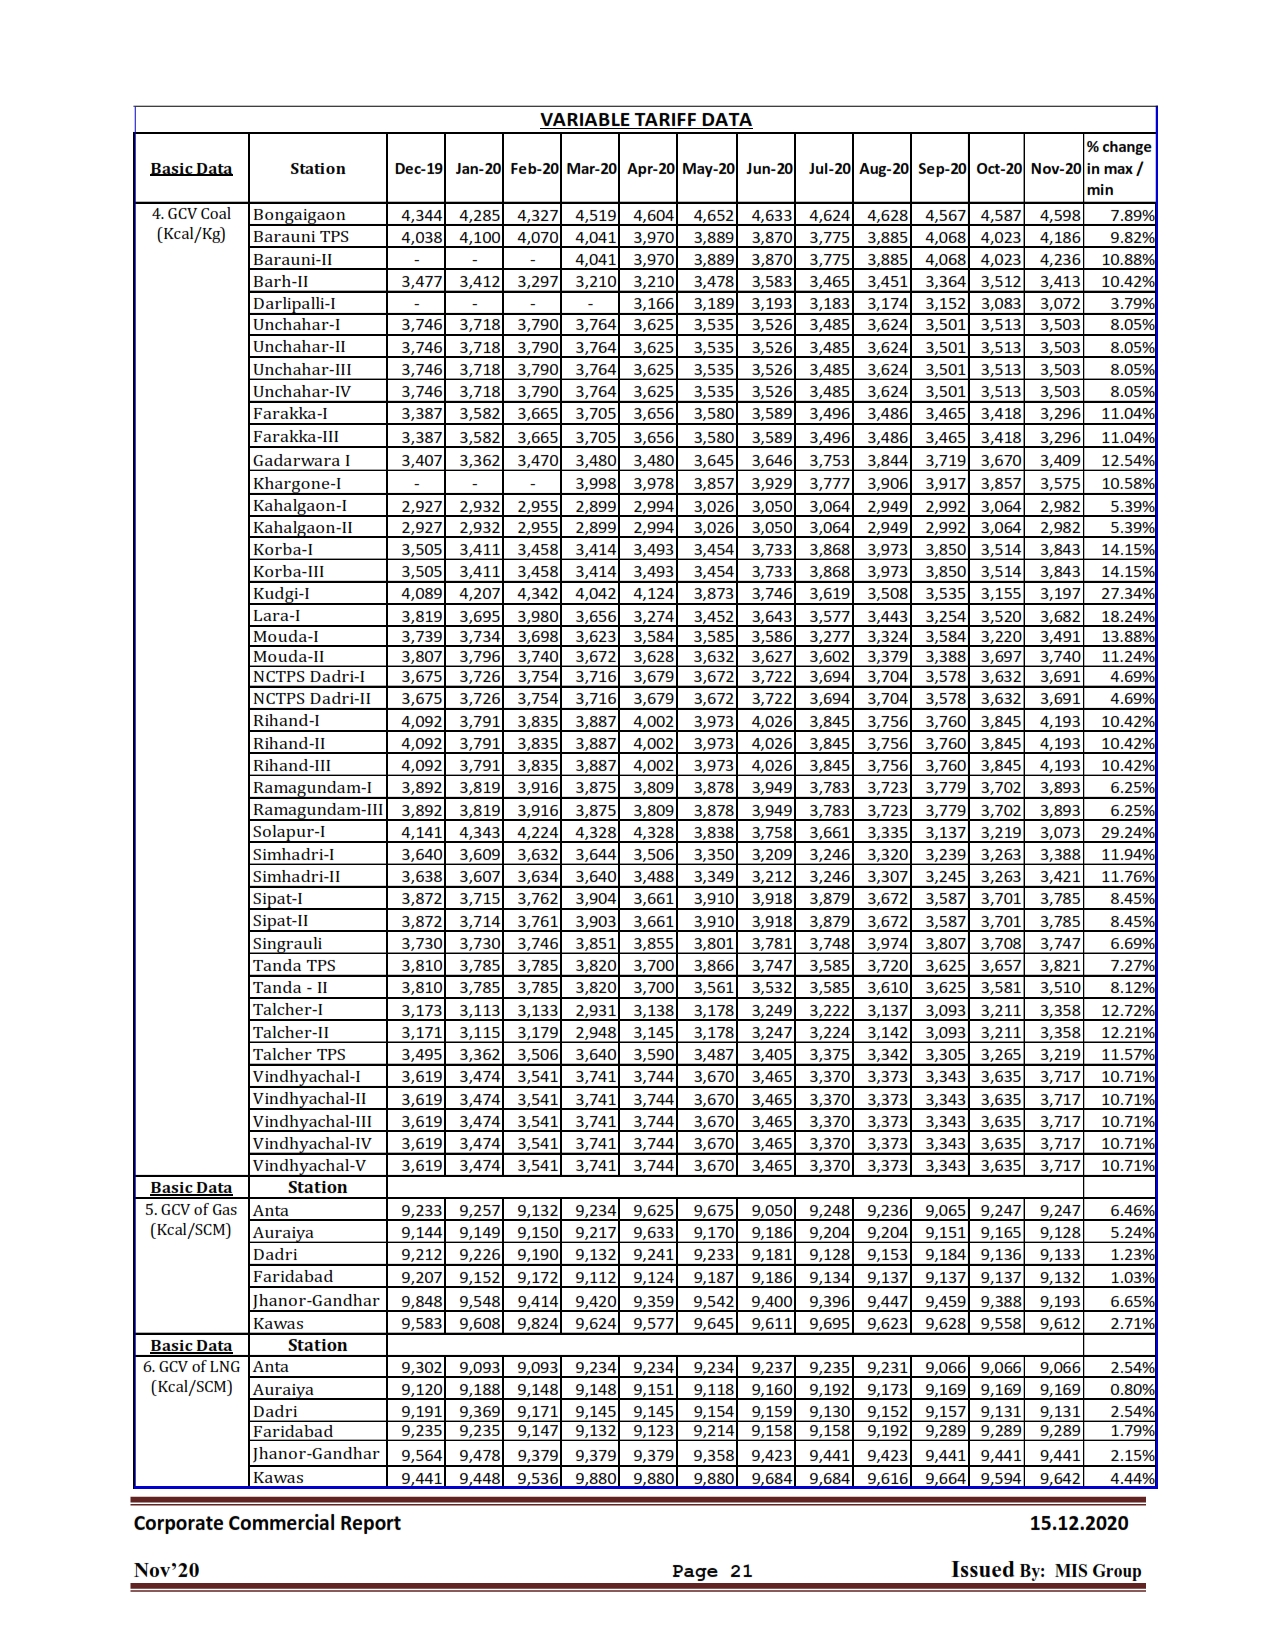 VARIABLE TARIFF DATA
Basic Data Station Dec-19 Jan-20 Feb-20 Mar-20 Apr-20 May-20 Jun-20 Jul-20 Aug-20 Sep-20 Oct-20 Nov-20 % change in max / min
4. GCV Coal (Kcal/Kg) Bongaigaon 4,344 4,285 4,327 4,519 4,604 4,652 4,633 4,624 4,628 4,567 4,587 4,598 7.89%
Barauni TPS 4,038 4,100 4,070 4,041 3,970 3,889 3,870 3,775 3,885 4,068 4,023 4,186 9.82%
Barauni-II - - - 4,041 3,970 3,889 3,870 3,775 3,885 4,068 4,023 4,236 10.88%
Barh-II 3,477 3,412 3,297 3,210 3,210 3,478 3,583 3,465 3,451 3,364 3,512 3,413 10.42%
Darlipalli-I - - - - 3,166 3,189 3,193 3,183 3,174 3,152 3,083 3,072 3.79%
Unchahar-I 3,746 3,718 3,790 3,764 3,625 3,535 3,526 3,485 3,624 3,501 3,513 3,503 8.05%
Unchahar-II 3,746 3,718 3,790 3,764 3,625 3,535 3,526 3,485 3,624 3,501 3,513 3,503 8.05%
Unchahar-III 3,746 3,718 3,790 3,764 3,625 3,535 3,526 3,485 3,624 3,501 3,513 3,503 8.05%
Unchahar-IV 3,746 3,718 3,790 3,764 3,625 3,535 3,526 3,485 3,624 3,501 3,513 3,503 8.05%
Farakka-I 3,387 3,582 3,665 3,705 3,656 3,580 3,589 3,496 3,486 3,465 3,418 3,296 11.04%
Farakka-III 3,387 3,582 3,665 3,705 3,656 3,580 3,589 3,496 3,486 3,465 3,418 3,296 11.04%
Gadarwara I 3,407 3,362 3,470 3,480 3,480 3,645 3,646 3,753 3,844 3,719 3,670 3,409 12.54%
Khargone-I - - - 3,998 3,978 3,857 3,929 3,777 3,906 3,917 3,857 3,575 10.58%
Kahalgaon-I 2,927 2,932 2,955 2,899 2,994 3,026 3,050 3,064 2,949 2,992 3,064 2,982 5.39%
Kahalgaon-II 2,927 2,932 2,955 2,899 2,994 3,026 3,050 3,064 2,949 2,992 3,064 2,982 5.39%
Korba-I 3,505 3,411 3,458 3,414 3,493 3,454 3,733 3,868 3,973 3,850 3,514 3,843 14.15%
Korba-III 3,505 3,411 3,458 3,414 3,493 3,454 3,733 3,868 3,973 3,850 3,514 3,843 14.15%
Kudgi-I 4,089 4,207 4,342 4,042 4,124 3,873 3,746 3,619 3,508 3,535 3,155 3,197 27.34%
Lara-I 3,819 3,695 3,980 3,656 3,274 3,452 3,643 3,577 3,443 3,254 3,520 3,682 18.24%
Mouda-I 3,739 3,734 3,698 3,623 3,584 3,585 3,586 3,277 3,324 3,584 3,220 3,491 13.88%
Mouda-II 3,807 3,796 3,740 3,672 3,628 3,632 3,627 3,602 3,379 3,388 3,697 3,740 11.24%
NCTPS Dadri-I 3,675 3,726 3,754 3,716 3,679 3,672 3,722 3,694 3,704 3,578 3,632 3,691 4.69%
NCTPS Dadri-II 3,675 3,726 3,754 3,716 3,679 3,672 3,722 3,694 3,704 3,578 3,632 3,691 4.69%
Rihand-I 4,092 3,791 3,835 3,887 4,002 3,973 4,026 3,845 3,756 3,760 3,845 4,193 10.42%
Rihand-II 4,092 3,791 3,835 3,887 4,002 3,973 4,026 3,845 3,756 3,760 3,845 4,193 10.42%
Rihand-III 4,092 3,791 3,835 3,887 4,002 3,973 4,026 3,845 3,756 3,760 3,845 4,193 10.42%
Ramagundam-I 3,892 3,819 3,916 3,875 3,809 3,878 3,949 3,783 3,723 3,779 3,702 3,893 6.25%
Ramagundam-III 3,892 3,819 3,916 3,875 3,809 3,878 3,949 3,783 3,723 3,779 3,702 3,893 6.25%
Solapur-I 4,141 4,343 4,224 4,328 4,328 3,838 3,758 3,661 3,335 3,137 3,219 3,073 29.24%
Simhadri-I 3,640 3,609 3,632 3,644 3,506 3,350 3,209 3,246 3,320 3,239 3,263 3,388 11.94%
Simhadri-II 3,638 3,607 3,634 3,640 3,488 3,349 3,212 3,246 3,307 3,245 3,263 3,421 11.76%
Sipat-I 3,872 3,715 3,762 3,904 3,661 3,910 3,918 3,879 3,672 3,587 3,701 3,785 8.45%
Sipat-II 3,872 3,714 3,761 3,903 3,661 3,910 3,918 3,879 3,672 3,587 3,701 3,785 8.45%
Singrauli 3,730 3,730 3,746 3,851 3,855 3,801 3,781 3,748 3,974 3,807 3,708 3,747 6.69%
Tanda TPS 3,810 3,785 3,785 3,820 3,700 3,866 3,747 3,585 3,720 3,625 3,657 3,821 7.27%
Tanda - II 3,810 3,785 3,785 3,820 3,700 3,561 3,532 3,585 3,610 3,625 3,581 3,510 8.12%
Talcher-I 3,173 3,113 3,133 2,931 3,138 3,178 3,249 3,222 3,137 3,093 3,211 3,358 12.72%
Talcher-II 3,171 3,115 3,179 2,948 3,145 3,178 3,247 3,224 3,142 3,093 3,211 3,358 12.21%
Talcher TPS 3,495 3,362 3,506 3,640 3,590 3,487 3,405 3,375 3,342 3,305 3,265 3,219 11.57%
Vindhyachal-I 3,619 3,474 3,541 3,741 3,744 3,670 3,465 3,370 3,373 3,343 3,635 3,717 10.71%
Vindhyachal-II 3,619 3,474 3,541 3,741 3,744 3,670 3,465 3,370 3,373 3,343 3,635 3,717 10.71%
Vindhyachal-III 3,619 3,474 3,541 3,741 3,744 3,670 3,465 3,370 3,373 3,343 3,635 3,717 10.71%
Vindhyachal-IV 3,619 3,474 3,541 3,741 3,744 3,670 3,465 3,370 3,373 3,343 3,635 3,717 10.71%
Vindhyachal-V 3,619 3,474 3,541 3,741 3,744 3,670 3,465 3,370 3,373 3,343 3,635 3,717 10.71%
Basic Data Station
5. GCV of Gas (Kcal/SCM) Anta 9,233 9,257 9,132 9,234 9,625 9,675 9,050 9,248 9,236 9,065 9,247 9,247 6.46%
Auraiya 9,144 9,149 9,150 9,217 9,633 9,170 9,186 9,204 9,204 9,151 9,165 9,128 5.24%
Dadri 9,212 9,226 9,190 9,132 9,241 9,233 9,181 9,128 9,153 9,184 9,136 9,133 1.23%
Faridabad 9,207 9,152 9,172 9,112 9,124 9,187 9,186 9,134 9,137 9,137 9,137 9,132 1.03%
Jhanor-Gandhar 9,848 9,548 9,414 9,420 9,359 9,542 9,400 9,396 9,447 9,459 9,388 9,193 6.65%
Kawas 9,583 9,608 9,824 9,624 9,577 9,645 9,611 9,695 9,623 9,628 9,558 9,612 2.71%
Basic Data Station
6. GCV of LNG (Kcal/SCM) Anta 9,302 9,093 9,093 9,234 9,234 9,234 9,237 9,235 9,231 9,066 9,066 9,066 2.54%
Auraiya 9,120 9,188 9,148 9,148 9,151 9,118 9,160 9,192 9,173 9,169 9,169 9,169 0.80%
Dadri 9,191 9,369 9,171 9,145 9,145 9,154 9,159 9,130 9,152 9,157 9,131 9,131 2.54%
Faridabad 9,235 9,235 9,147 9,132 9,123 9,214 9,158 9,158 9,192 9,289 9,289 9,289 1.79%
Jhanor-Gandhar 9,564 9,478 9,379 9,379 9,379 9,358 9,423 9,441 9,423 9,441 9,441 9,441 2.15%
Kawas 9,441 9,448 9,536 9,880 9,880 9,880 9,684 9,684 9,616 9,664 9,594 9,642 4.44%
Corporate Commercial Report 15.12.2020
Nov’20 Page 21 Issued By: MIS Group